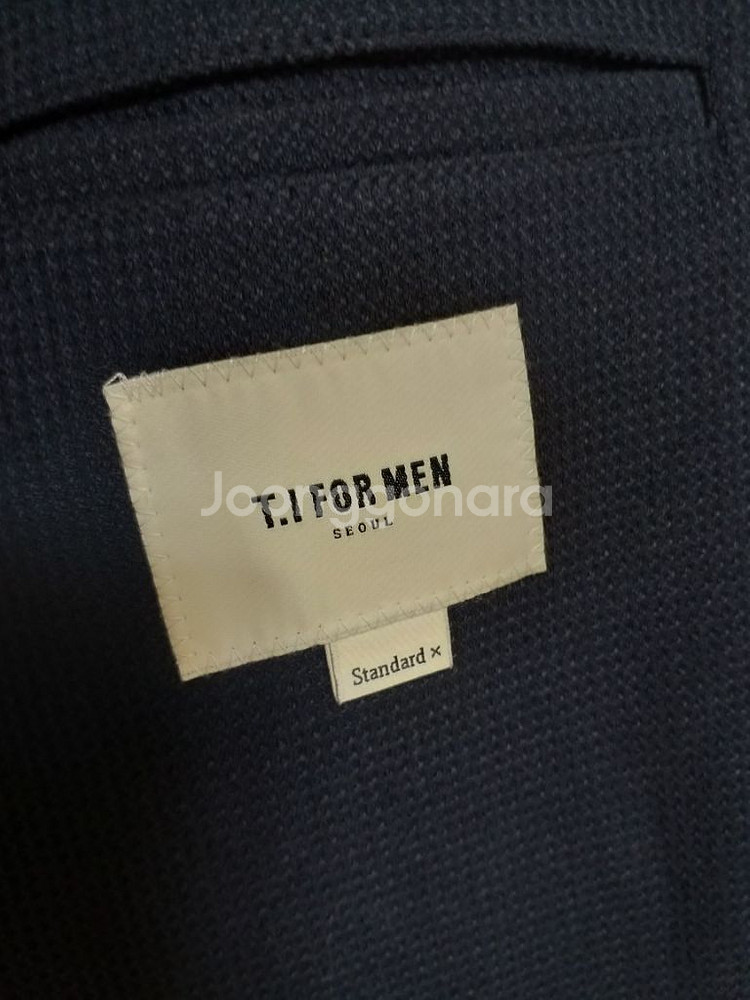 T.I FOR MEN
Joonggonara
SEOUL
Standard ×